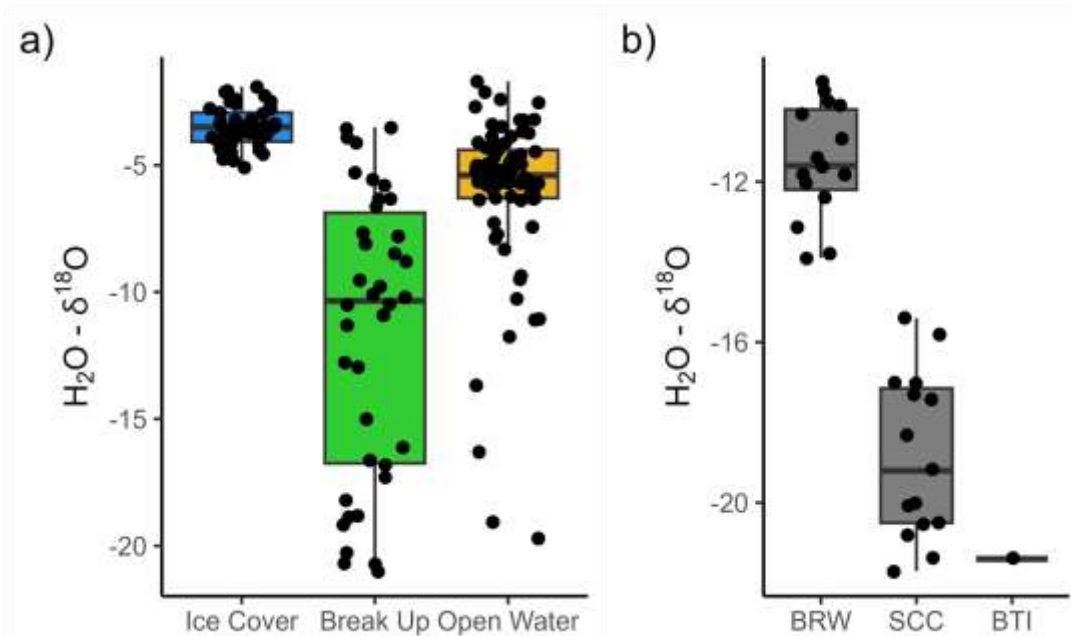 a)
H₂O - δ¹⁸O
-5
-10
-15
-20
Ice Cover Break Up Open Water
b)
H₂O - δ¹⁸O
-12
-16
-20
BRW SCC BTI